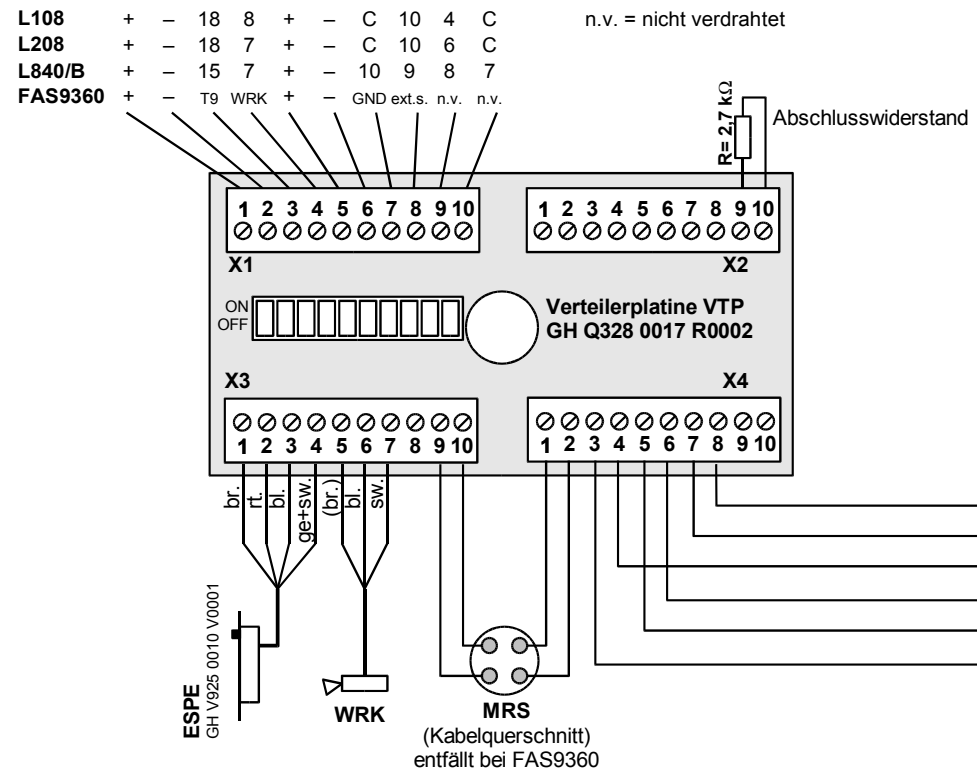 L108 + – 18 8 + – C 10 4 C
n.v. = nicht verdrahtet
L208 + – 18 7 + – C 10 6 C
L840/B + – 15 7 + – 10 9 8 7
FAS9360 + – T9 WRK + – GND ext.s. n.v. n.v.
R= 2,7 kΩ
Abschlusswiderstand
1 2 3 4 5 6 7 8 9 10
X1
1 2 3 4 5 6 7 8 9 10
X2
ON
OFF
Verteilerplatine VTP
GH Q328 0017 R0002
X3
1 2 3 4 5 6 7 8 9 10
X4
1 2 3 4 5 6 7 8 9 10
br.
rt.
bl.
ge+sw.
(br.)
bl.
sw.
ESPE
GH V925 0010 V0001
WRK
MRS
(Kabelquerschnitt)
entfällt bei FAS9360